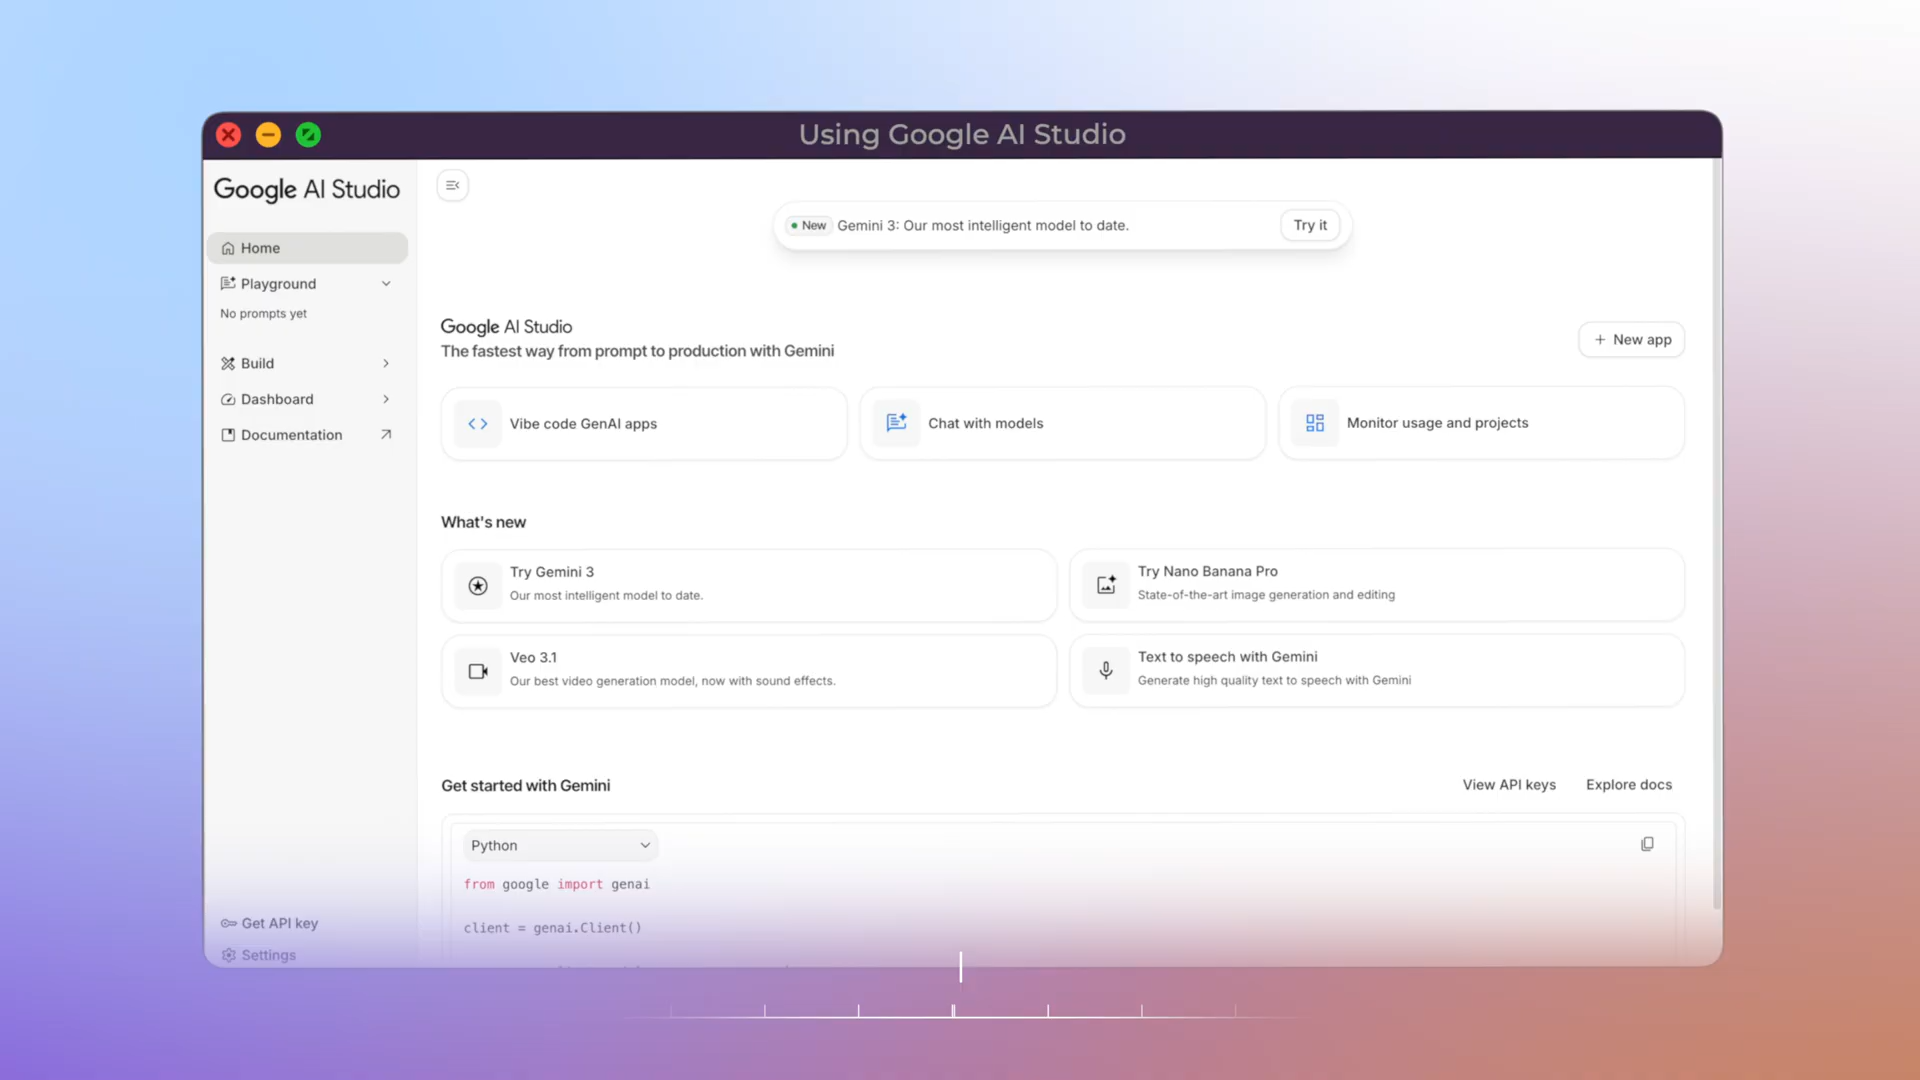 Using Google AI Studio
Google AI Studio
Home
Playground
No prompts yet
Build
Dashboard
Documentation
Get API key
Settings
New Gemini 3: Our most intelligent model to date. Try it
Google AI Studio
The fastest way from prompt to production with Gemini
+ New app
Vibe code GenAI apps
Chat with models
Monitor usage and projects
What's new
Try Gemini 3
Our most intelligent model to date.
Try Nano Banana Pro
State-of-the-art image generation and editing
Veo 3.1
Our best video generation model, now with sound effects.
Text to speech with Gemini
Generate high quality text to speech with Gemini
Get started with Gemini
View API keys
Explore docs
Python
from google import genai
client = genai.Client()